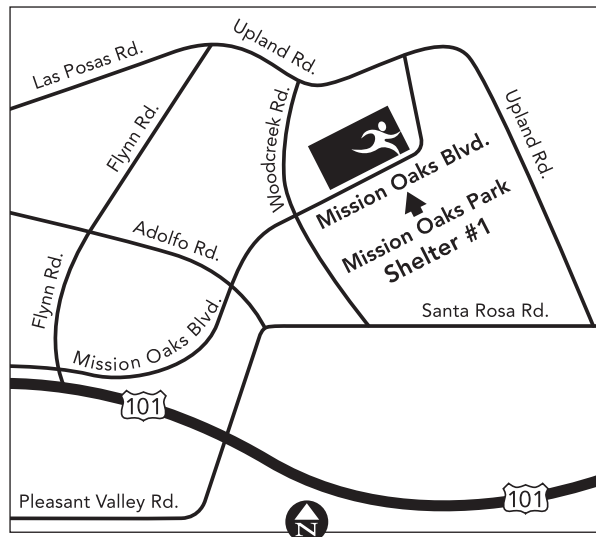 Las Posas Rd.
Upland Rd.
Flynn Rd.
Woodcreek Rd.
Upland Rd.
Mission Oaks Blvd.
Mission Oaks Park
Shelter #1
Adolfo Rd.
Flynn Rd.
Mission Oaks Blvd.
Santa Rosa Rd.
101
101
Pleasant Valley Rd.
N